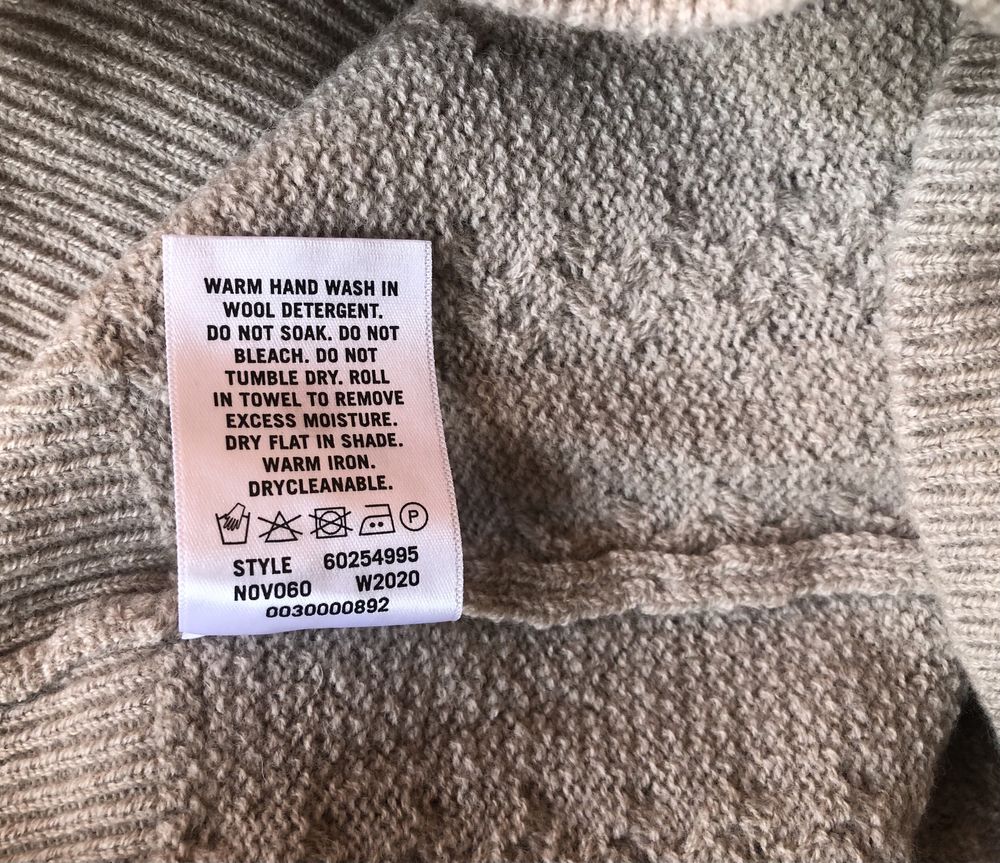 WARM HAND WASH IN
WOOL DETERGENT.
DO NOT SOAK. DO NOT
BLEACH. DO NOT
TUMBLE DRY. ROLL
IN TOWEL TO REMOVE
EXCESS MOISTURE.
DRY FLAT IN SHADE.
WARM IRON.
DRYCLEANABLE.
P
STYLE 60254995
NOV060 W2020
0030000892